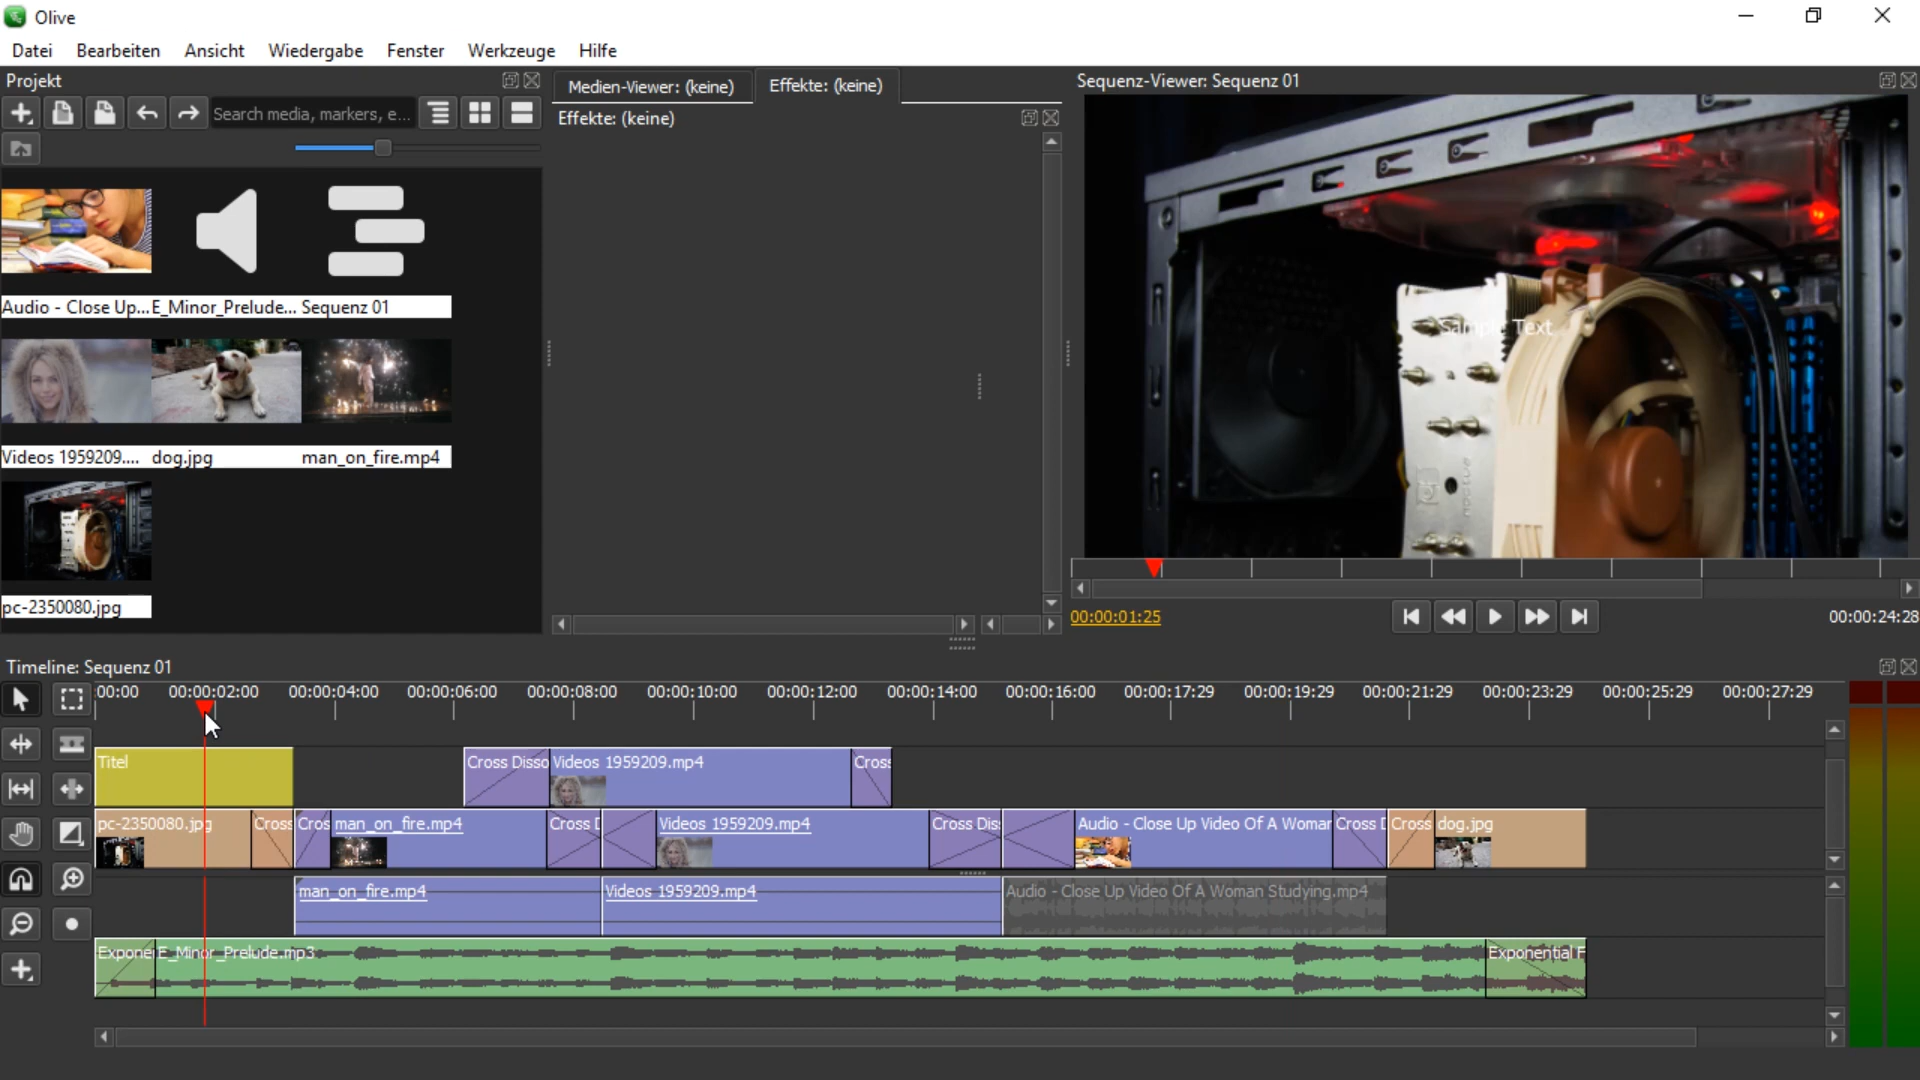 Olive
Datei Bearbeiten Ansicht Wiedergabe Fenster Werkzeuge Hilfe
Projekt
Search media, markers, e...
Audio - Close Up... E_Minor_Prelude... Sequenz 01
Videos 1959209.... dog.jpg man_on_fire.mp4
pc-2350080.jpg
Medien-Viewer: (keine) Effekte: (keine)
Effekte: (keine)
Sequenz-Viewer: Sequenz 01
Sample Text
00:00:01:25
00:00:24:28
Timeline: Sequenz 01
:00:00 00:00:02:00 00:00:04:00 00:00:06:00 00:00:08:00 00:00:10:00 00:00:12:00 00:00:14:00 00:00:16:00 00:00:17:29 00:00:19:29 00:00:21:29 00:00:23:29 00:00:25:29 00:00:27:29
Titel Cross Disso Videos 1959209.mp4 Cross
pc-2350080.jpg Cross Cros man_on_fire.mp4 Cross D Videos 1959209.mp4 Cross Dis Audio - Close Up Video Of A Woman Cross D Cross dog.jpg
man_on_fire.mp4 Videos 1959209.mp4 Audio - Close Up Video Of A Woman Studying.mp4
Expone E_Minor_Prelude.mp3 Exponential F